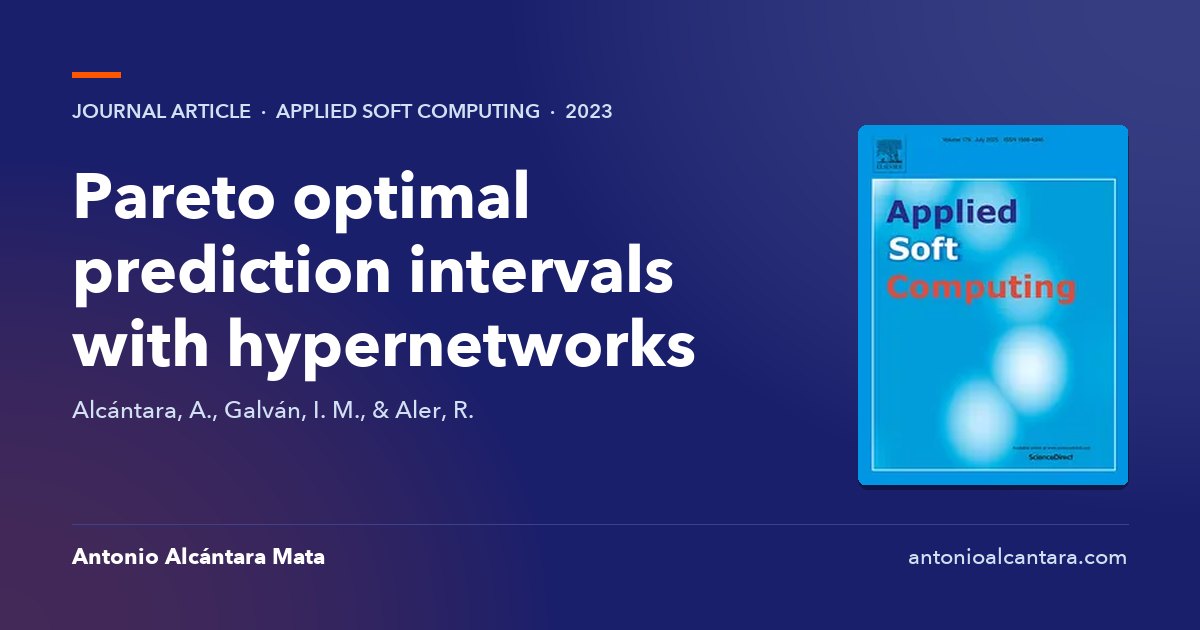 JOURNAL ARTICLE · APPLIED SOFT COMPUTING · 2023
Pareto optimal
prediction intervals
with hypernetworks
Alcántara, A., Galván, I. M., & Aler, R.
Applied
Soft
Computing
ScienceDirect
Antonio Alcántara Mata
antonioalcantara.com